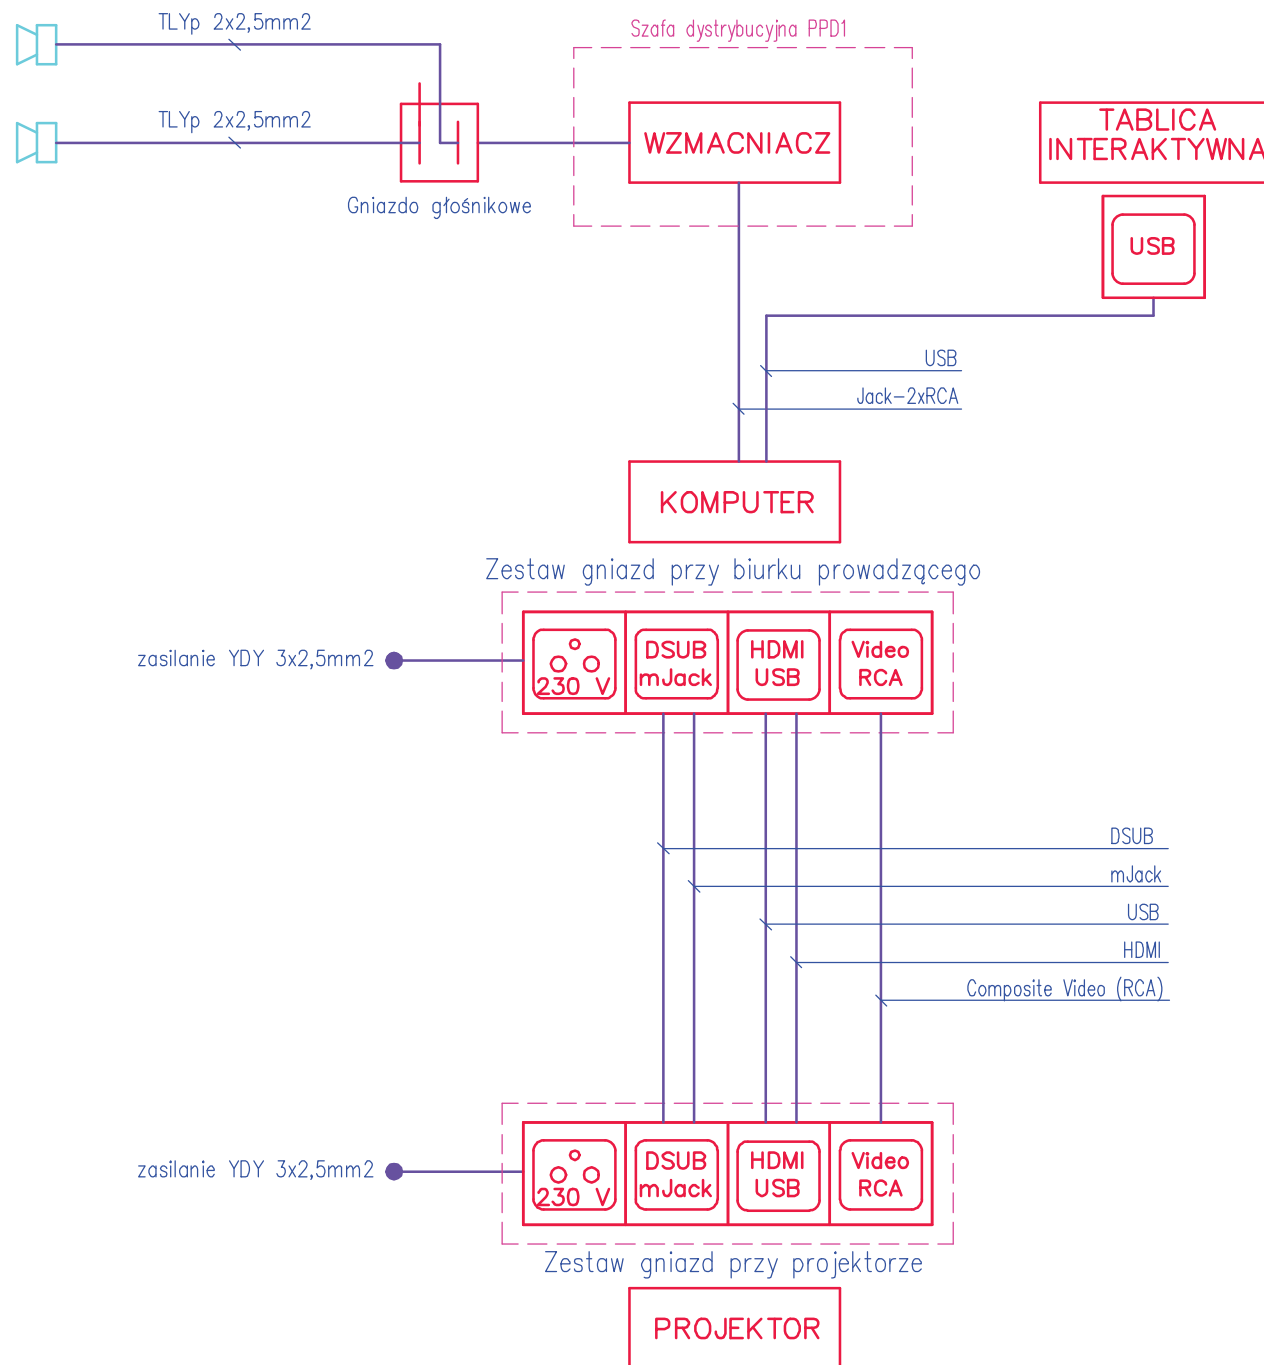 TLYp 2x2,5mm2
Szafa dystrybucyjna PPD1
TLYp 2x2,5mm2
WZMACNIACZ
TABLICA
INTERAKTYWNA
Gniazdo głośnikowe
USB
USB
Jack-2xRCA
KOMPUTER
Zestaw gniazd przy biurku prowadzącego
zasilanie YDY 3x2,5mm2
230 V
DSUB
mJack
HDMI
USB
Video
RCA
DSUB
mJack
USB
HDMI
Composite Video (RCA)
zasilanie YDY 3x2,5mm2
230 V
DSUB
mJack
HDMI
USB
Video
RCA
Zestaw gniazd przy projektorze
PROJEKTOR